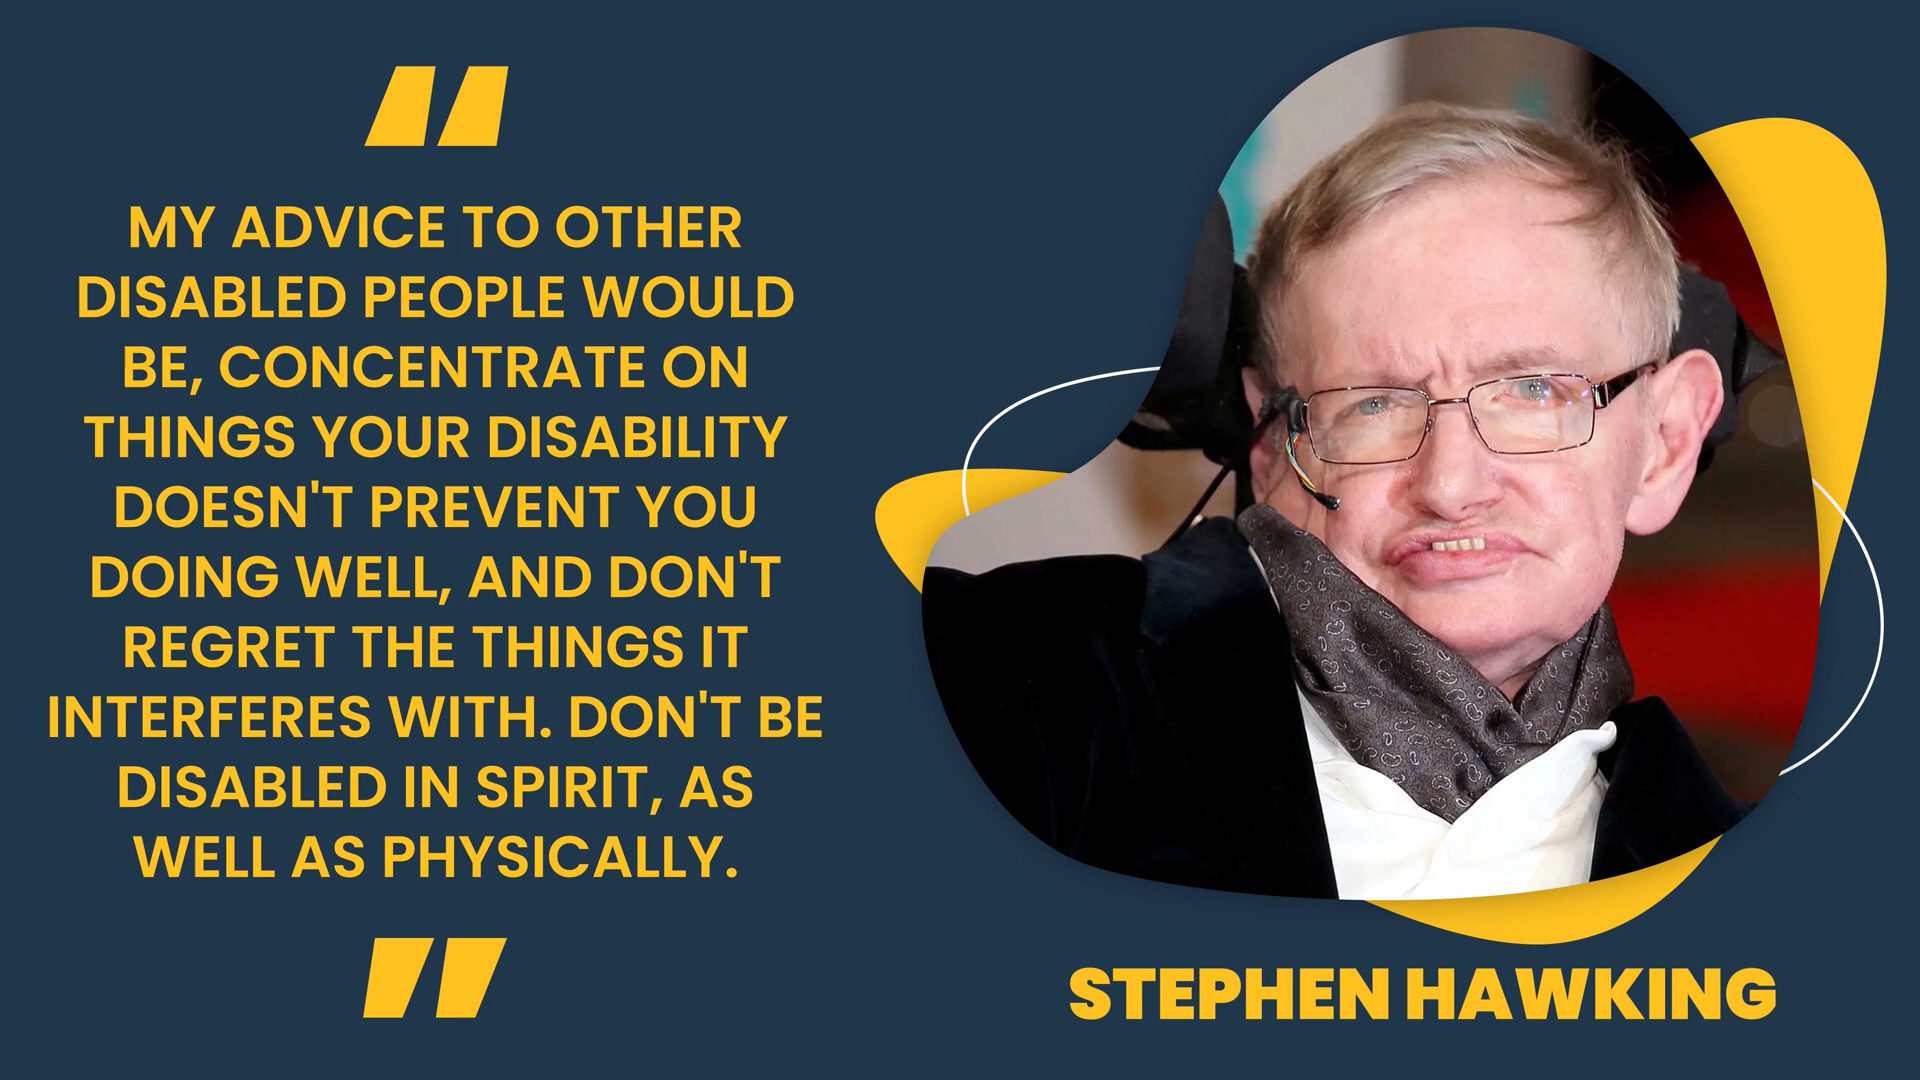 "
MY ADVICE TO OTHER
DISABLED PEOPLE WOULD
BE, CONCENTRATE ON
THINGS YOUR DISABILITY
DOESN'T PREVENT YOU
DOING WELL, AND DON'T
REGRET THE THINGS IT
INTERFERES WITH. DON'T BE
DISABLED IN SPIRIT, AS
WELL AS PHYSICALLY.
"
STEPHEN HAWKING